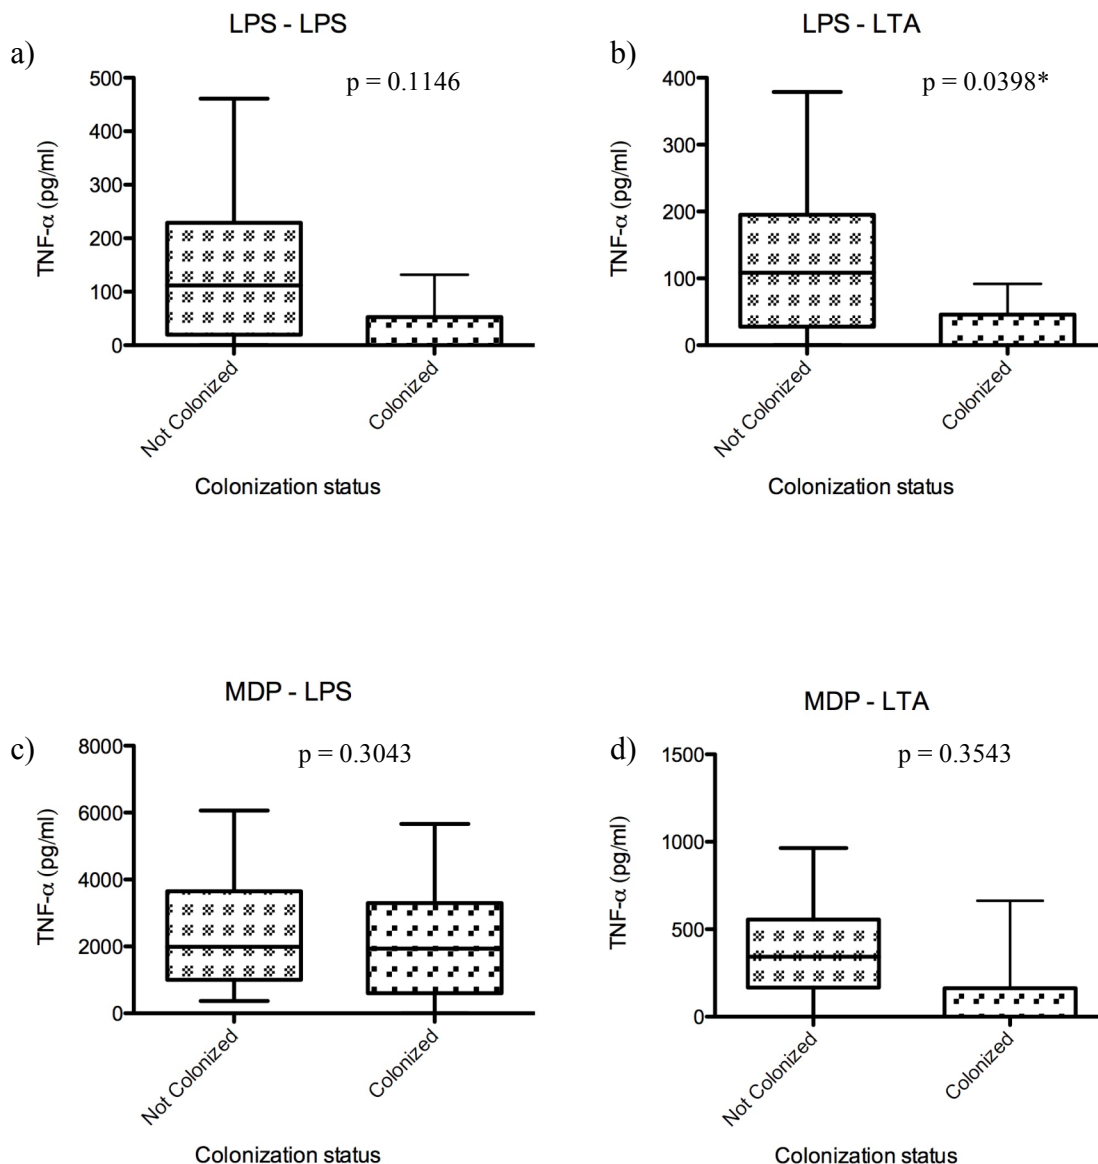 LPS - LPS
a)
p = 0.1146
500
400
300
200
100
0
TNF-α (pg/ml)
Not Colonized
Colonized
Colonization status
LPS - LTA
b)
p = 0.0398*
400
300
200
100
0
TNF-α (pg/ml)
Not Colonized
Colonized
Colonization status
MDP - LPS
c)
p = 0.3043
8000
6000
4000
2000
0
TNF-α (pg/ml)
Not Colonized
Colonized
Colonization status
MDP - LTA
d)
p = 0.3543
1500
1000
500
0
TNF-α (pg/ml)
Not Colonized
Colonized
Colonization status